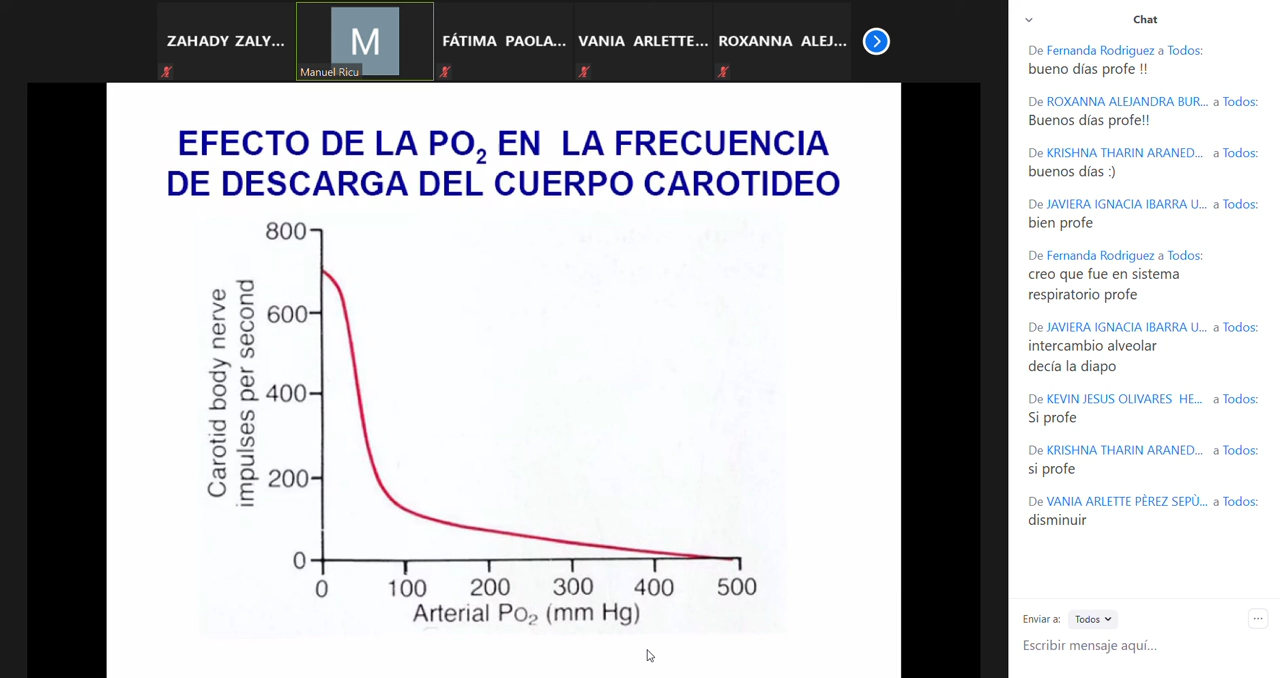 ZAHADY ZALY...
M
Manuel Ricu
FÁTIMA PAOLA...
VANIA ARLETTE...
ROXANNA ALEJ...
EFECTO DE LA PO2 EN LA FRECUENCIA
DE DESCARGA DEL CUERPO CAROTIDEO
Carotid body nerve
impulses per second
800
600
400
200
0
0 100 200 300 400 500
Arterial Po2 (mm Hg)
Chat
De Fernanda Rodriguez a Todos:
bueno días profe !!
De ROXANNA ALEJANDRA BUR... a Todos:
Buenos días profe!!
De KRISHNA THARIN ARANED... a Todos:
buenos días :)
De JAVIERA IGNACIA IBARRA U... a Todos:
bien profe
De Fernanda Rodriguez a Todos:
creo que fue en sistema
respiratorio profe
De JAVIERA IGNACIA IBARRA U... a Todos:
intercambio alveolar
decía la diapo
De KEVIN JESUS OLIVARES HE... a Todos:
Si profe
De KRISHNA THARIN ARANED... a Todos:
si profe
De VANIA ARLETTE PÈREZ SEPÙ... a Todos:
disminuir
Enviar a: Todos
Escribir mensaje aquí...